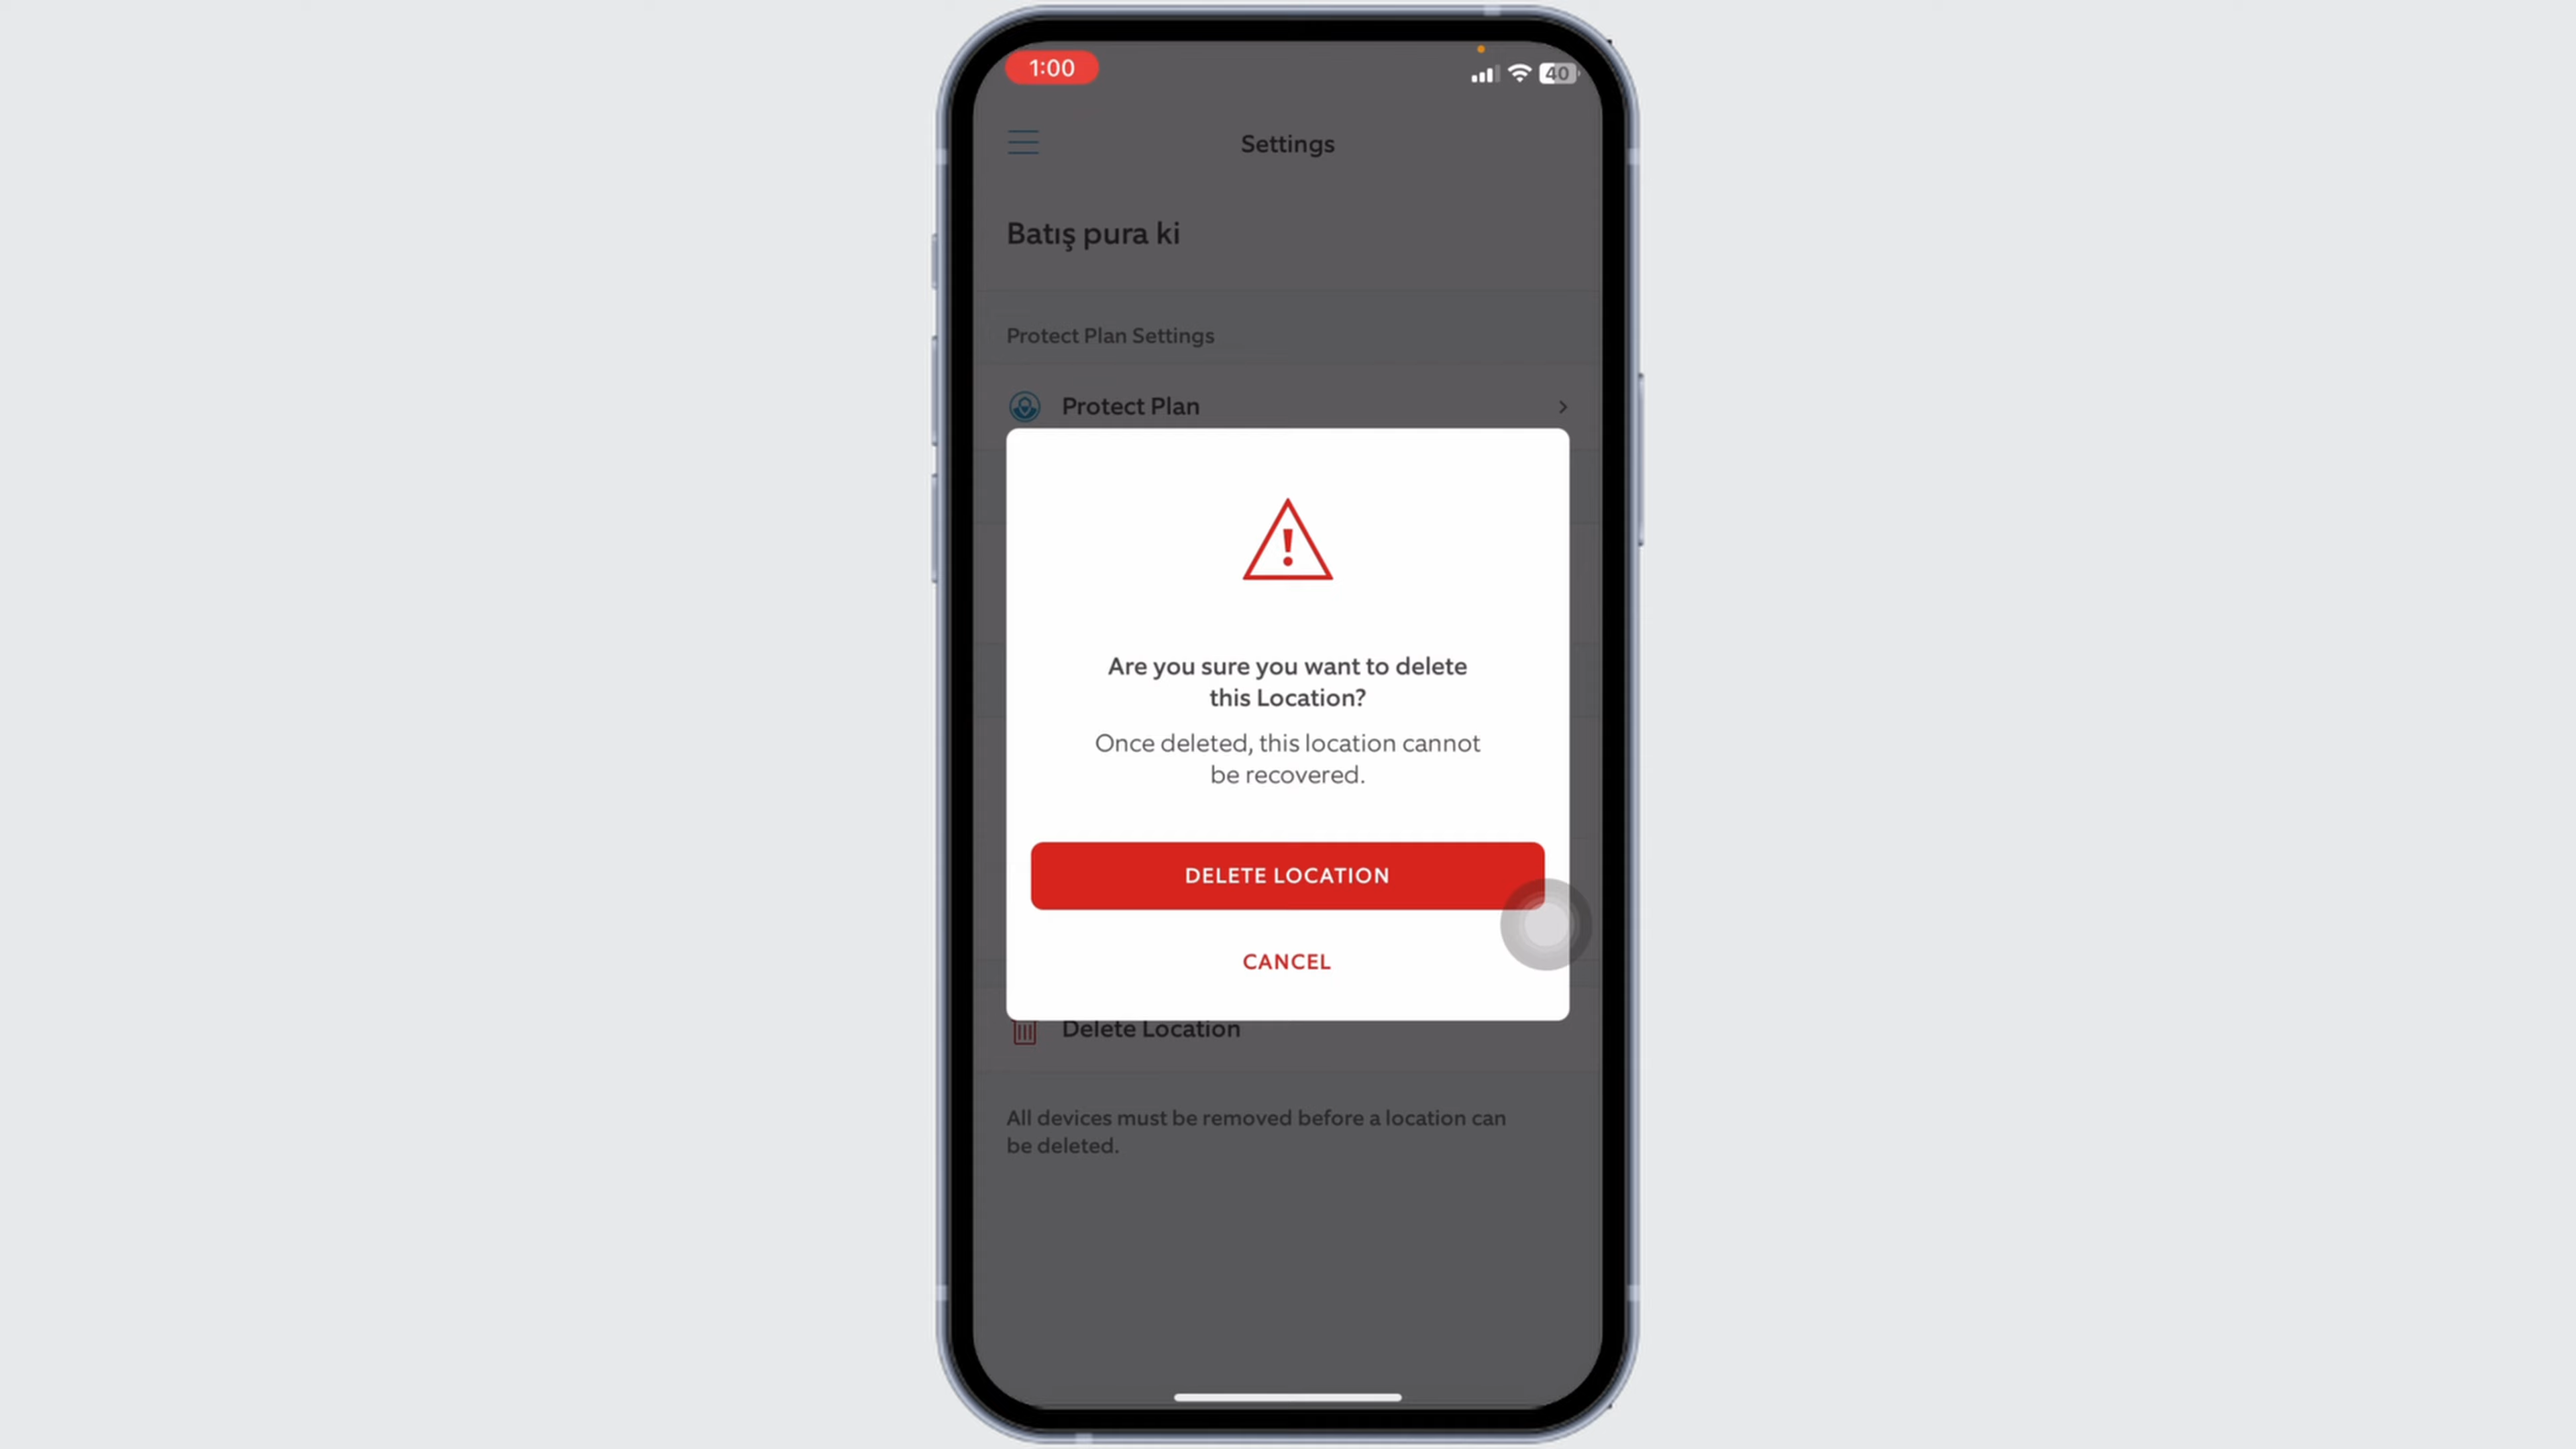 1:00
40
Settings
Batış pura ki
Protect Plan Settings
Protect Plan
Are you sure you want to delete
this Location?
Once deleted, this location cannot
be recovered.
DELETE LOCATION
CANCEL
Delete Location
All devices must be removed before a location can
be deleted.